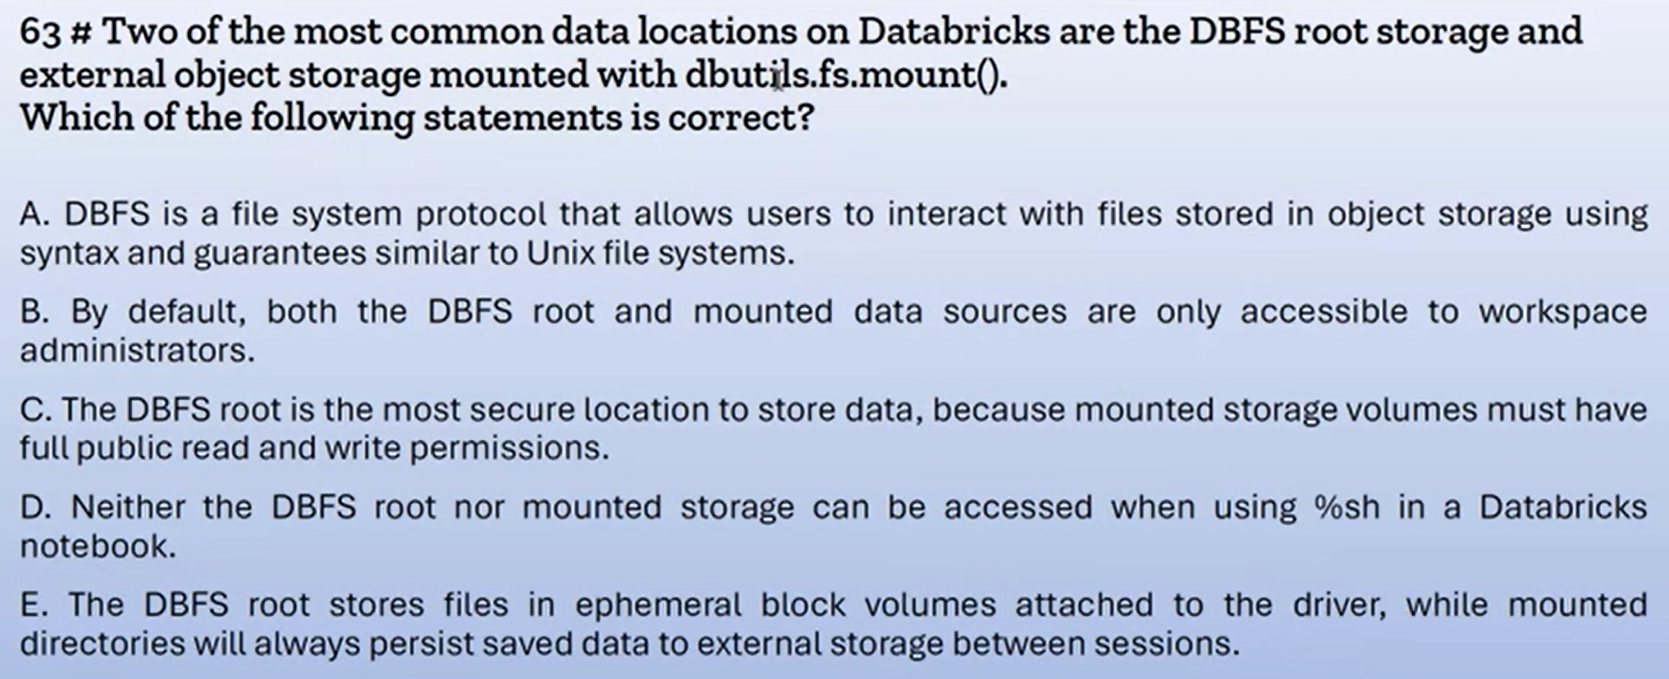 63 # Two of the most common data locations on Databricks are the DBFS root storage and
external object storage mounted with dbutils.fs.mount().
Which of the following statements is correct?
A. DBFS is a file system protocol that allows users to interact with files stored in object storage using
syntax and guarantees similar to Unix file systems.
B. By default, both the DBFS root and mounted data sources are only accessible to workspace
administrators.
C. The DBFS root is the most secure location to store data, because mounted storage volumes must have
full public read and write permissions.
D. Neither the DBFS root nor mounted storage can be accessed when using %sh in a Databricks
notebook.
E. The DBFS root stores files in ephemeral block volumes attached to the driver, while mounted
directories will always persist saved data to external storage between sessions.